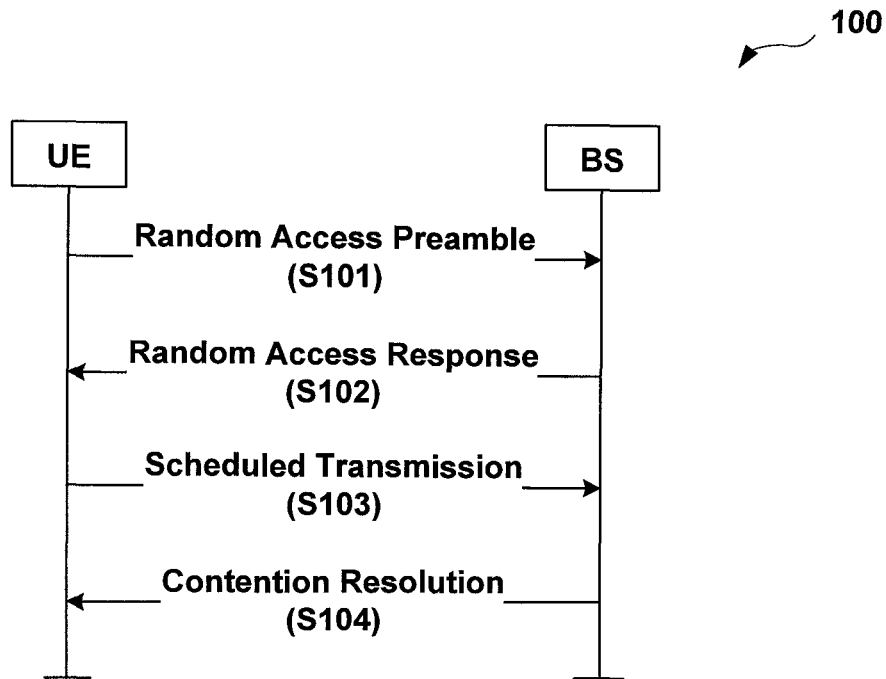 100
UE
BS
Random Access Preamble
(S101)
Random Access Response
(S102)
Scheduled Transmission
(S103)
Contention Resolution
(S104)